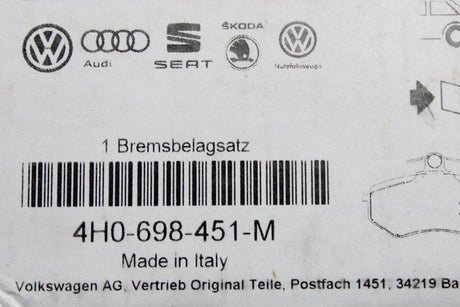 ŠKODA
Audi SEAT Nutzfahrzeuge
1 Bremsbelagsatz
4H0-698-451-M
Made in Italy
Volkswagen AG, Vertrieb Original Teile, Postfach 1451, 34219 Ba